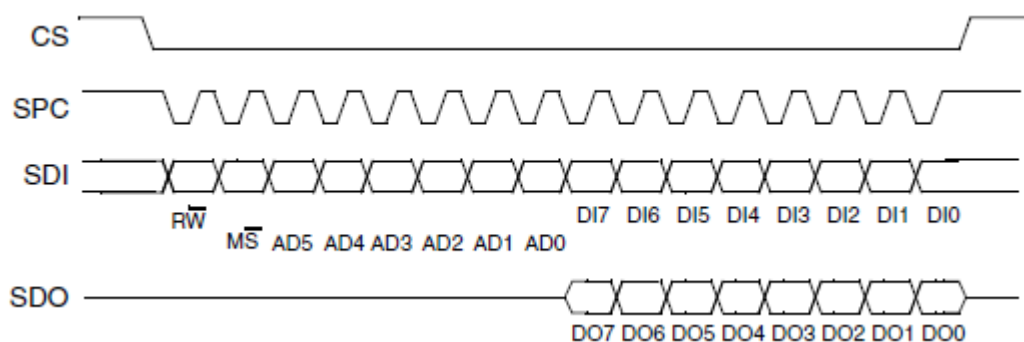 CS
SPC
SDI
DI7 DI6 DI5 DI4 DI3 DI2 DI1 DI0
RW̅
MS̅ AD5 AD4 AD3 AD2 AD1 AD0
SDO
DO7 DO6 DO5 DO4 DO3 DO2 DO1 DO0